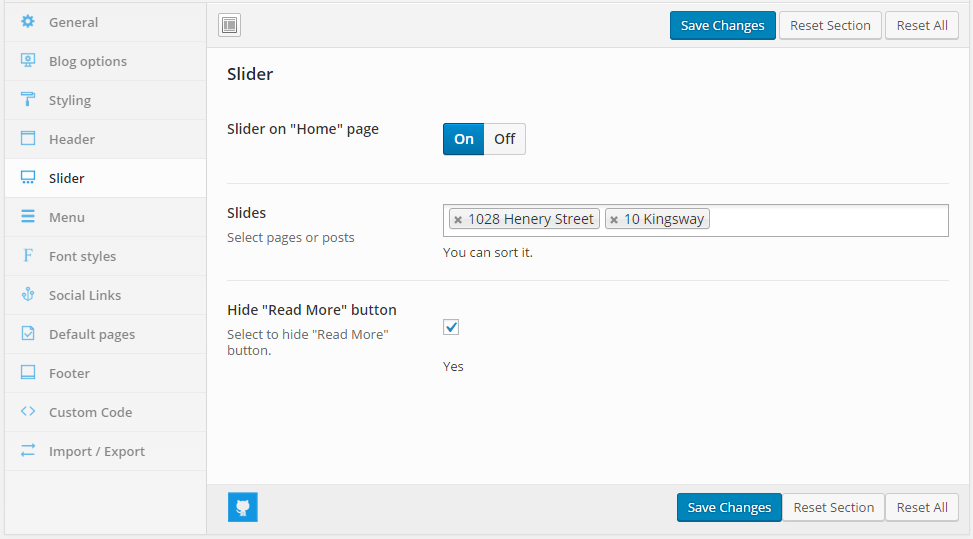 General
Blog options
Styling
Header
Slider
Menu
Font styles
Social Links
Default pages
Footer
Custom Code
Import / Export
Save Changes Reset Section Reset All
Slider
Slider on "Home" page
On Off
Slides
Select pages or posts
× 1028 Henery Street × 10 Kingsway
You can sort it.
Hide "Read More" button
Select to hide "Read More"
button.
Yes
Save Changes Reset Section Reset All